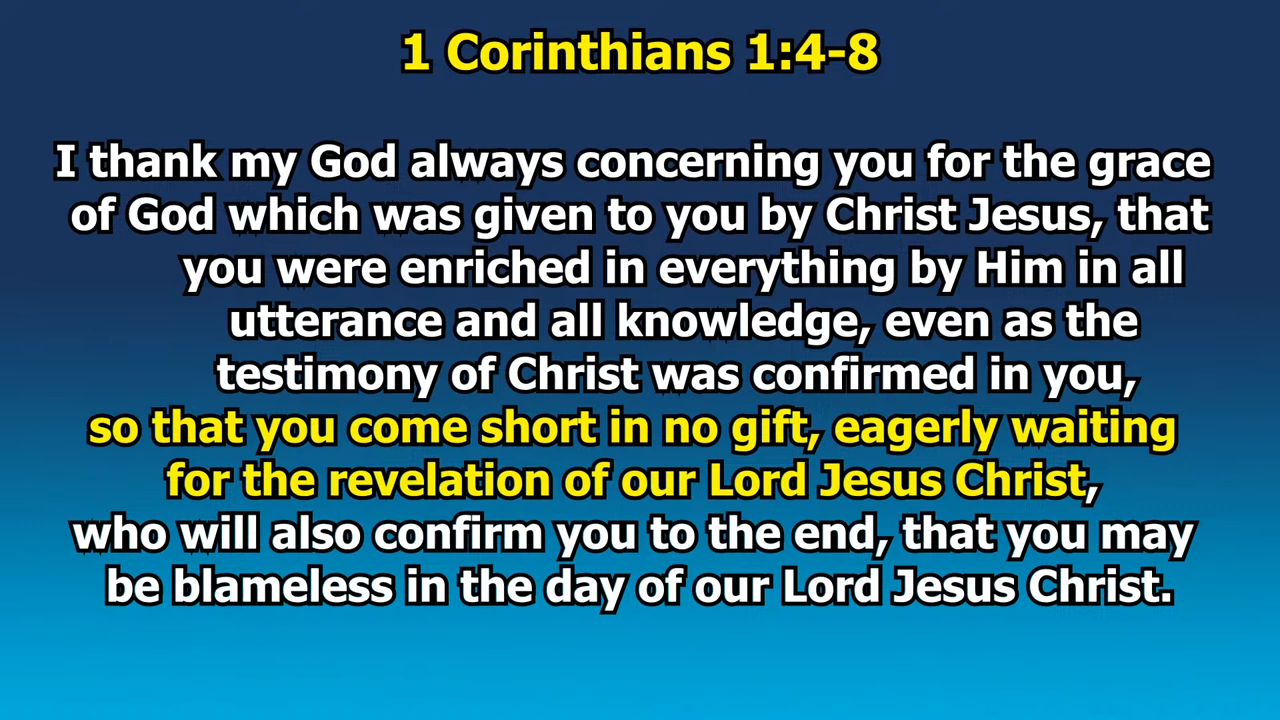 1 Corinthians 1:4-8
I thank my God always concerning you for the grace
of God which was given to you by Christ Jesus, that
you were enriched in everything by Him in all
utterance and all knowledge, even as the
testimony of Christ was confirmed in you,
so that you come short in no gift, eagerly waiting
for the revelation of our Lord Jesus Christ,
who will also confirm you to the end, that you may
be blameless in the day of our Lord Jesus Christ.